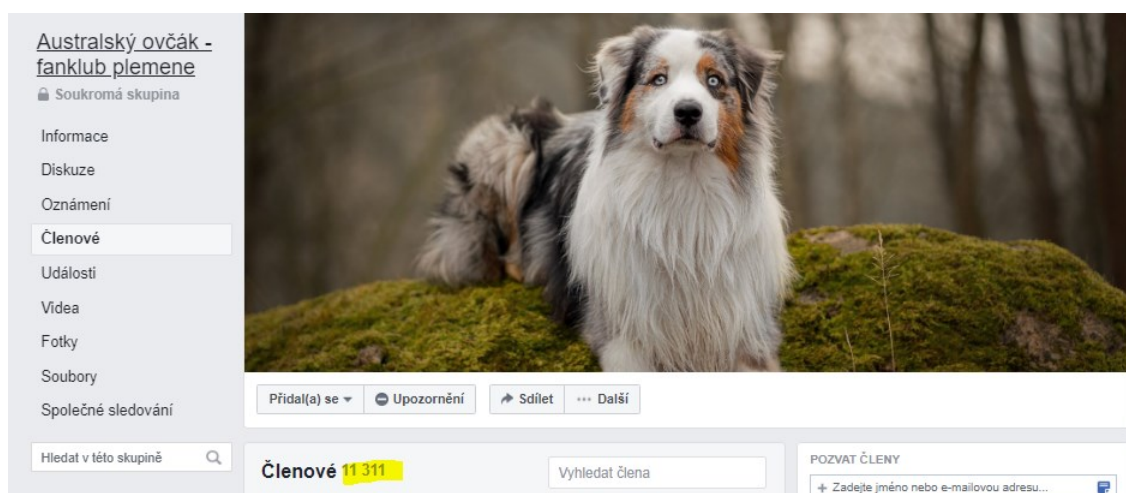 Australský ovčák -
fanklub plemene
Soukromá skupina
Informace
Diskuze
Oznámení
Členové
Události
Videa
Fotky
Soubory
Společné sledování
Hledat v této skupině
Přidal(a) se
Upozornění
Sdílet
Další
Členové 11 311
Vyhledat člena
POZVAT ČLENY
+ Zadejte jméno nebo e-mailovou adresu...